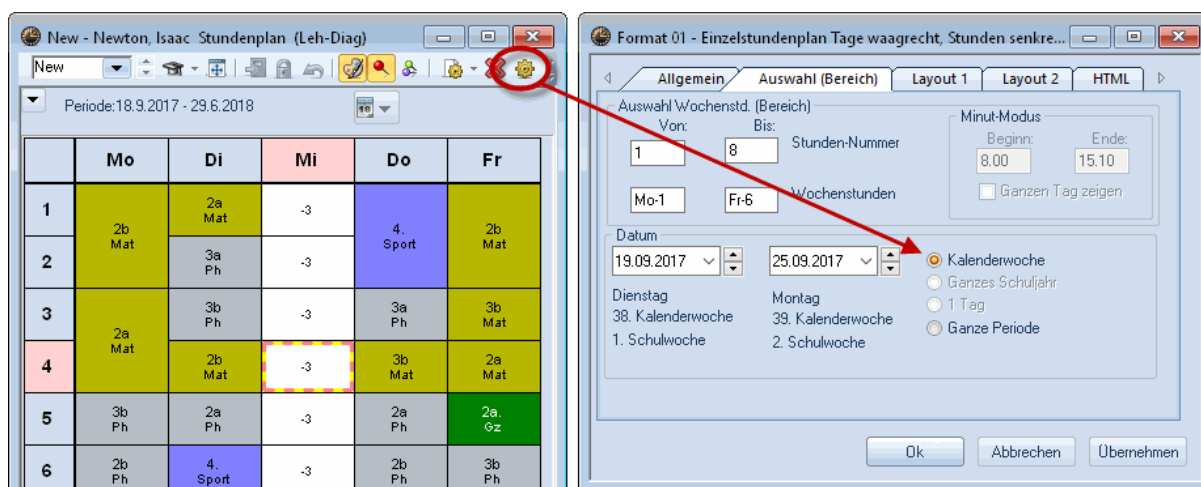 New - Newton, Isaac Stundenplan (Leh-Diag)
New
Periode:18.9.2017 - 29.6.2018
Mo Di Mi Do Fr
1
2b
Mat
2a
Mat
-3
4.
Sport
2b
Mat
2
3a
Ph
-3
3
2a
Mat
3b
Ph
-3
3a
Ph
3b
Mat
4
2b
Mat
-3
3b
Mat
2a
Mat
5
3b
Ph
2a
Ph
-3
2a
Ph
2a.
Gz
6
2b
Ph
4.
Sport
-3
2b
Ph
3b
Ph
Format 01 - Einzelstundenplan Tage waagrecht, Stunden senkre...
Allgemein Auswahl (Bereich) Layout 1 Layout 2 HTML
Auswahl Wochenstd. (Bereich)
Von: Bis:
1 8 Stunden-Nummer
Mo-1 Fr-6 Wochenstunden
Minut-Modus
Beginn: Ende:
8.00 15.10
Ganzen Tag zeigen
Datum
19.09.2017 25.09.2017
Dienstag
38. Kalenderwoche
1. Schulwoche
Montag
39. Kalenderwoche
2. Schulwoche
Kalenderwoche
Ganzes Schuljahr
1 Tag
Ganze Periode
Ok Abbrechen Übernehmen